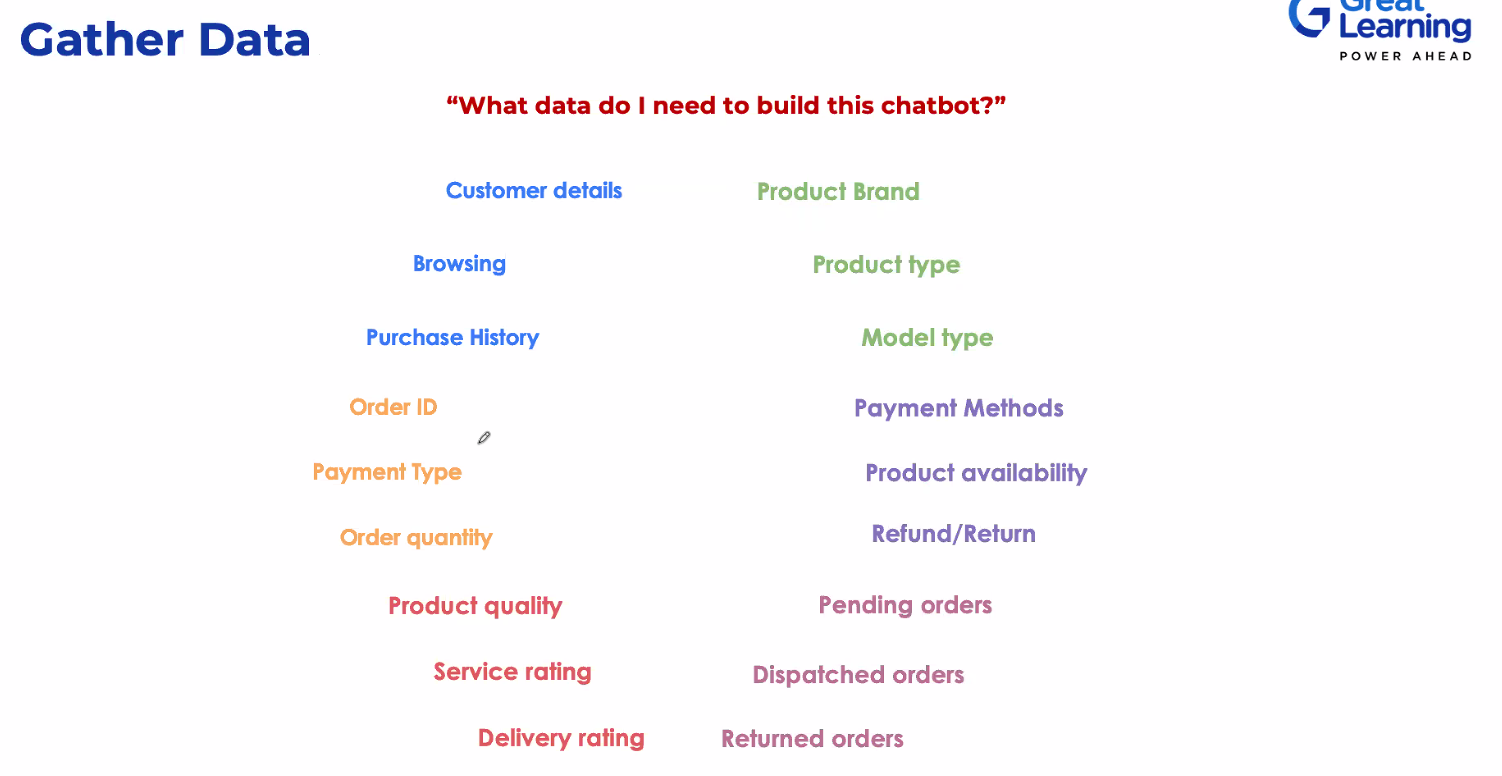 Gather Data
Great
Learning
POWER AHEAD
“What data do I need to build this chatbot?”
Customer details
Product Brand
Browsing
Product type
Purchase History
Model type
Order ID
Payment Methods
Payment Type
Product availability
Order quantity
Refund/Return
Product quality
Pending orders
Service rating
Dispatched orders
Delivery rating
Returned orders